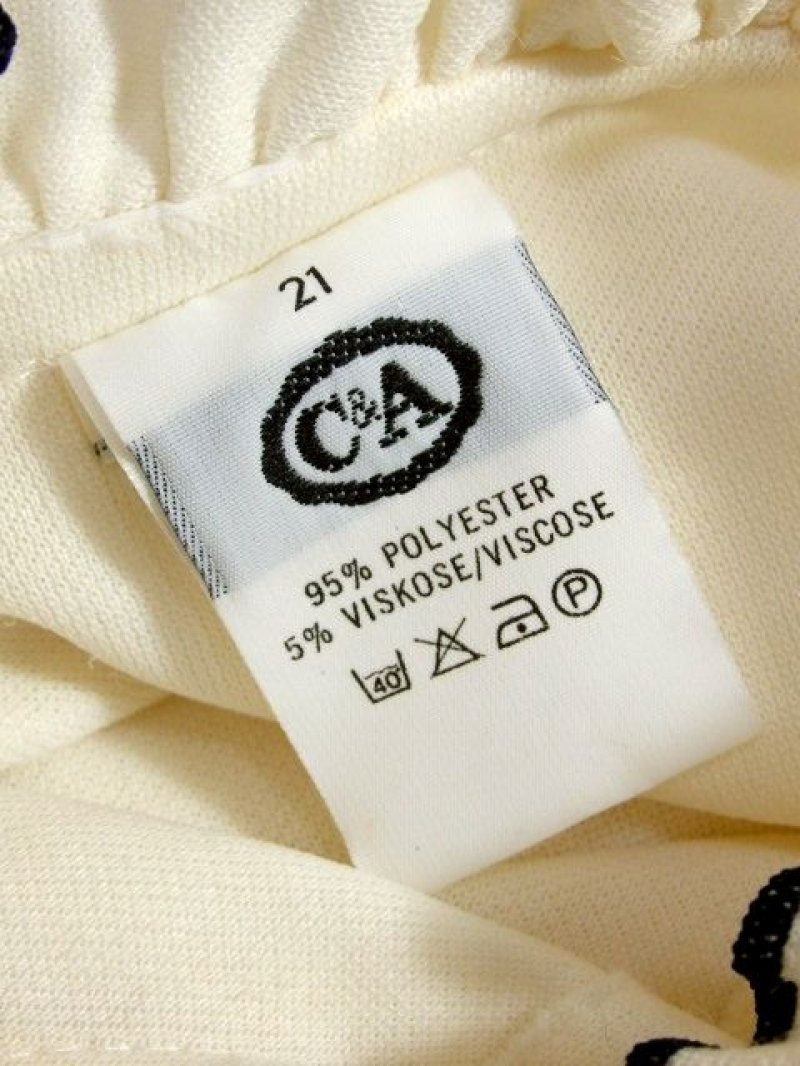 21
C&A
95% POLYESTER
5% VISKOSE/VISCOSE
40° P